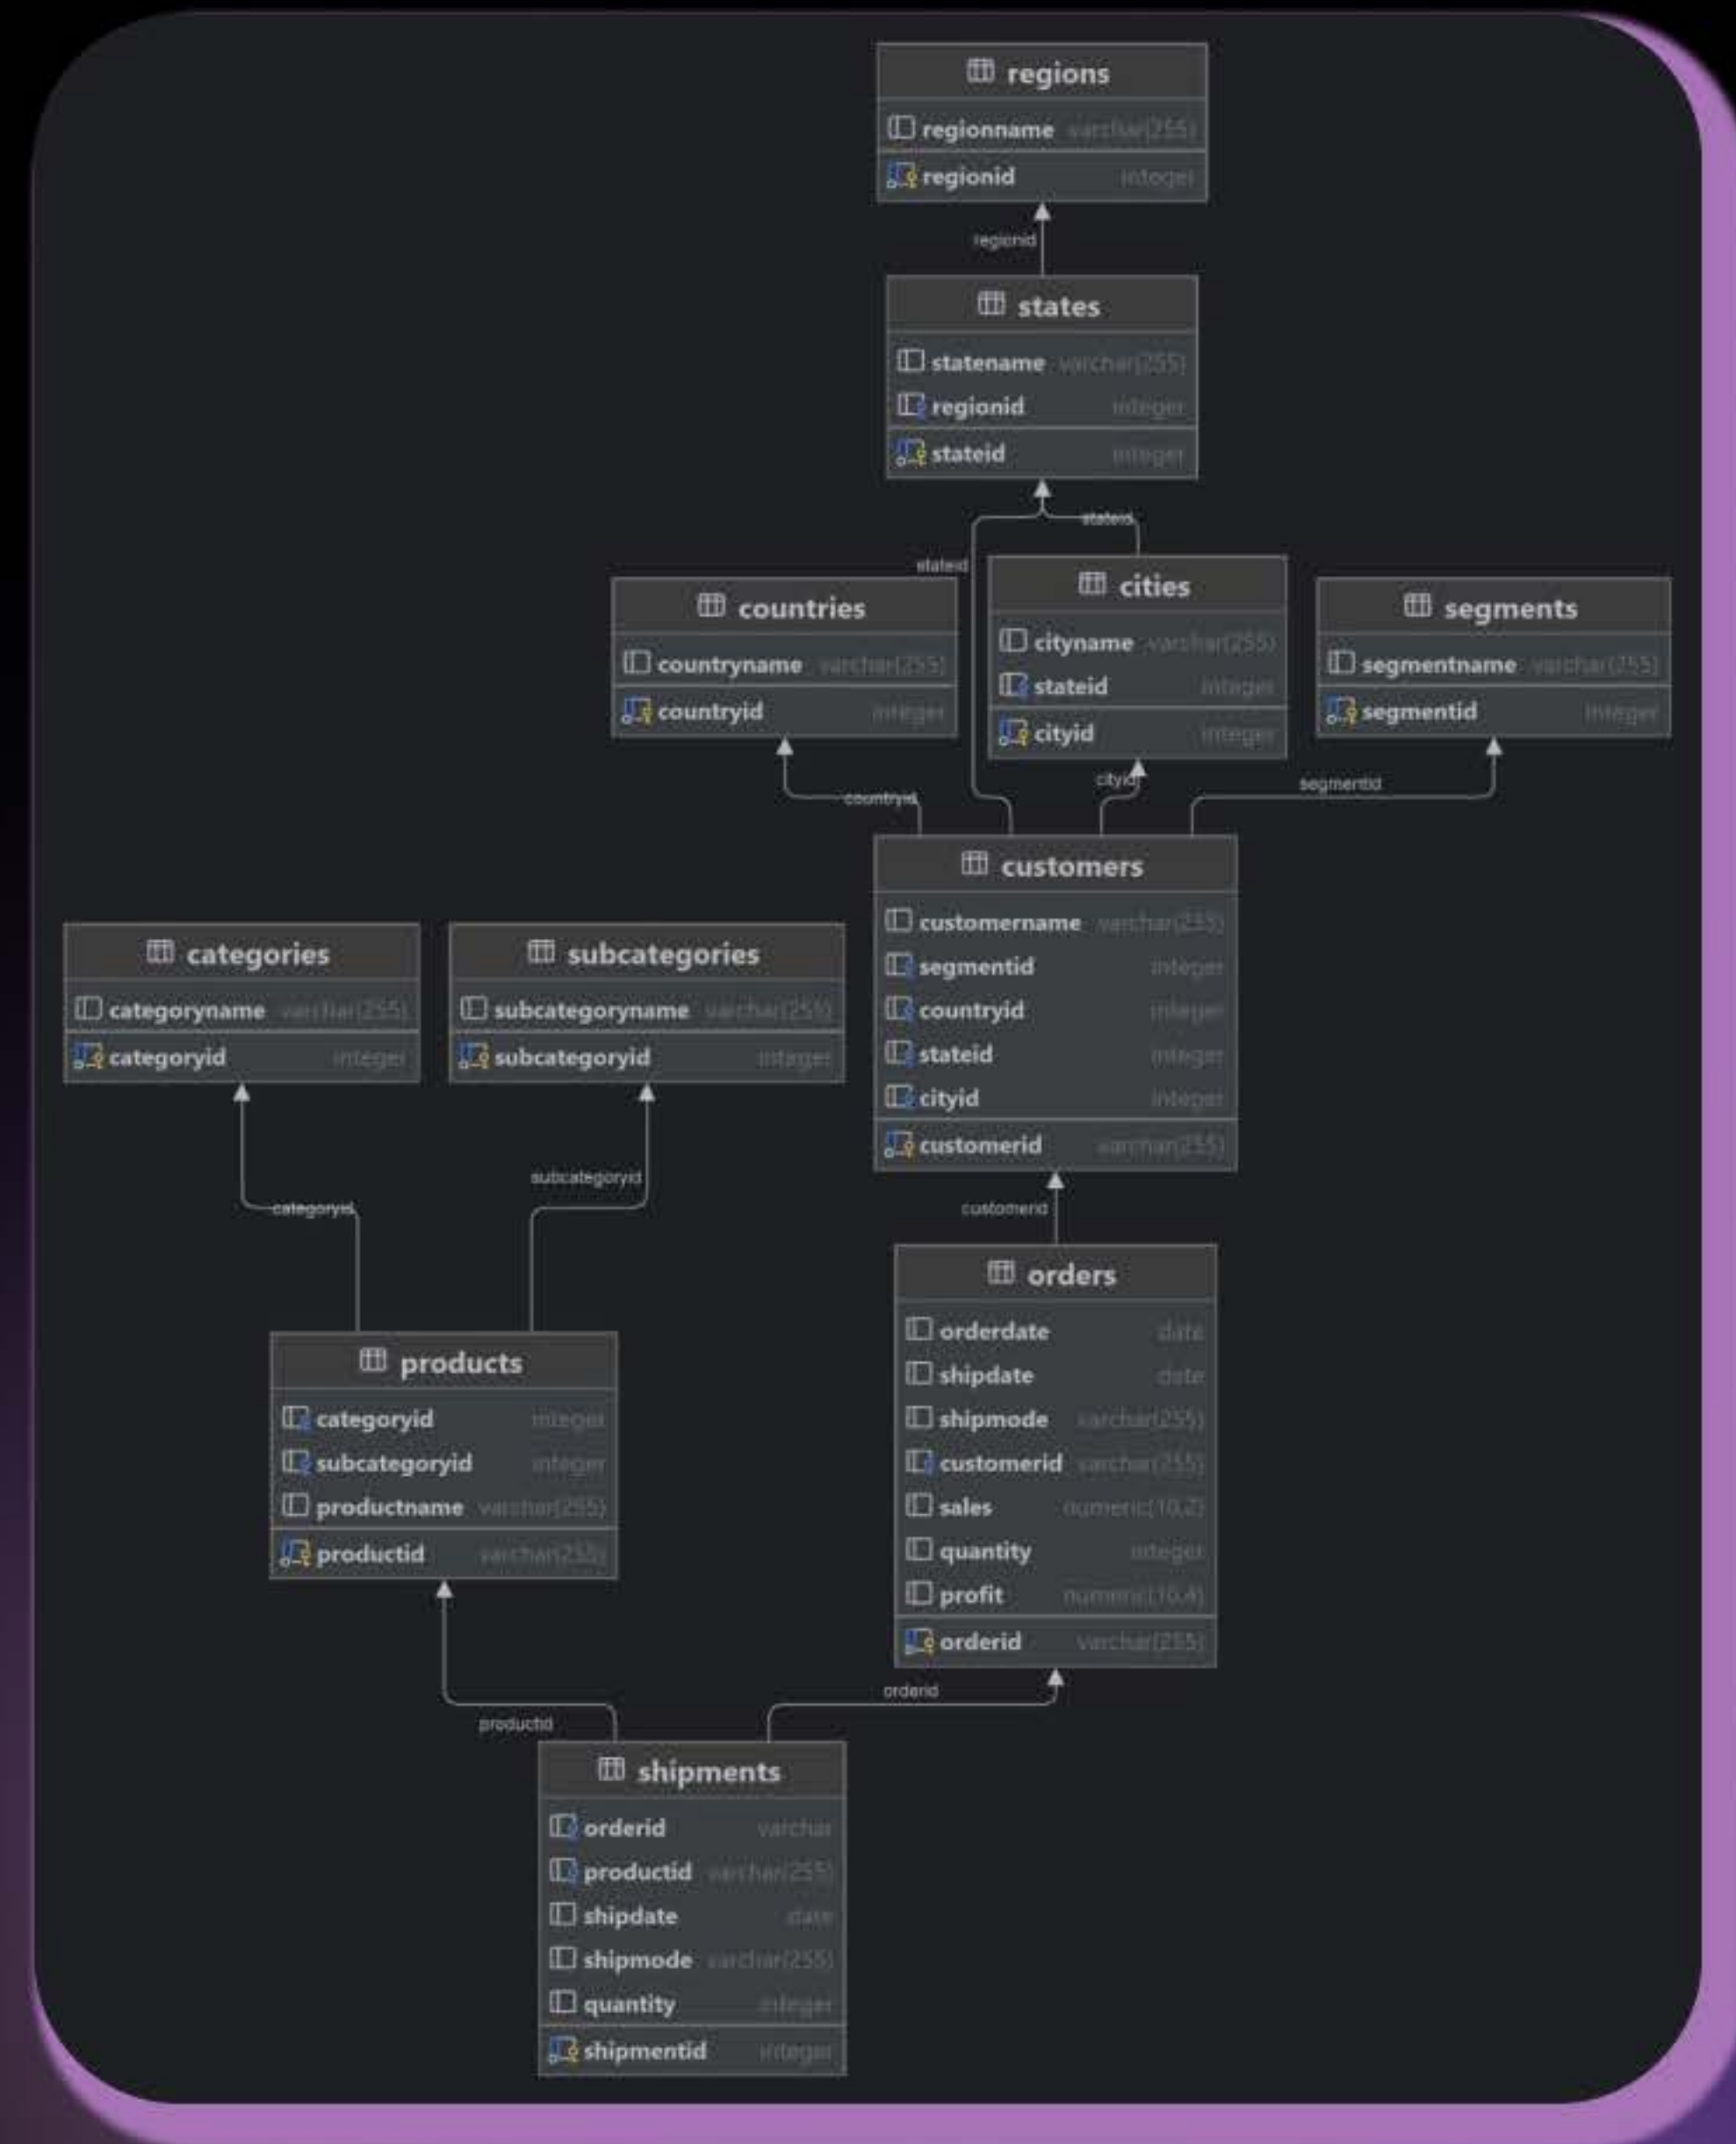 regions
regionname varchar(255)
regionid integer
regionid
states
statename varchar(255)
regionid integer
stateid integer
stateid
stateid
countries
countryname varchar(255)
countryid integer
cities
cityname varchar(255)
stateid integer
cityid integer
segments
segmentname varchar(255)
segmentid integer
countryid
cityid
segmentid
customers
customername varchar(255)
segmentid integer
countryid integer
stateid integer
cityid integer
customerid varchar(255)
categories
categoryname varchar(255)
categoryid integer
subcategories
subcategoryname varchar(255)
subcategoryid integer
categoryid
subcategoryid
customerid
orders
orderdate date
shipdate date
shipmode varchar(255)
customerid varchar(255)
sales numeric(10,2)
quantity integer
profit numeric(10,4)
orderid varchar(255)
products
categoryid integer
subcategoryid integer
productname varchar(255)
productid varchar(255)
productid
orderid
shipments
orderid varchar
productid varchar(255)
shipdate date
shipmode varchar(255)
quantity integer
shipmentid integer